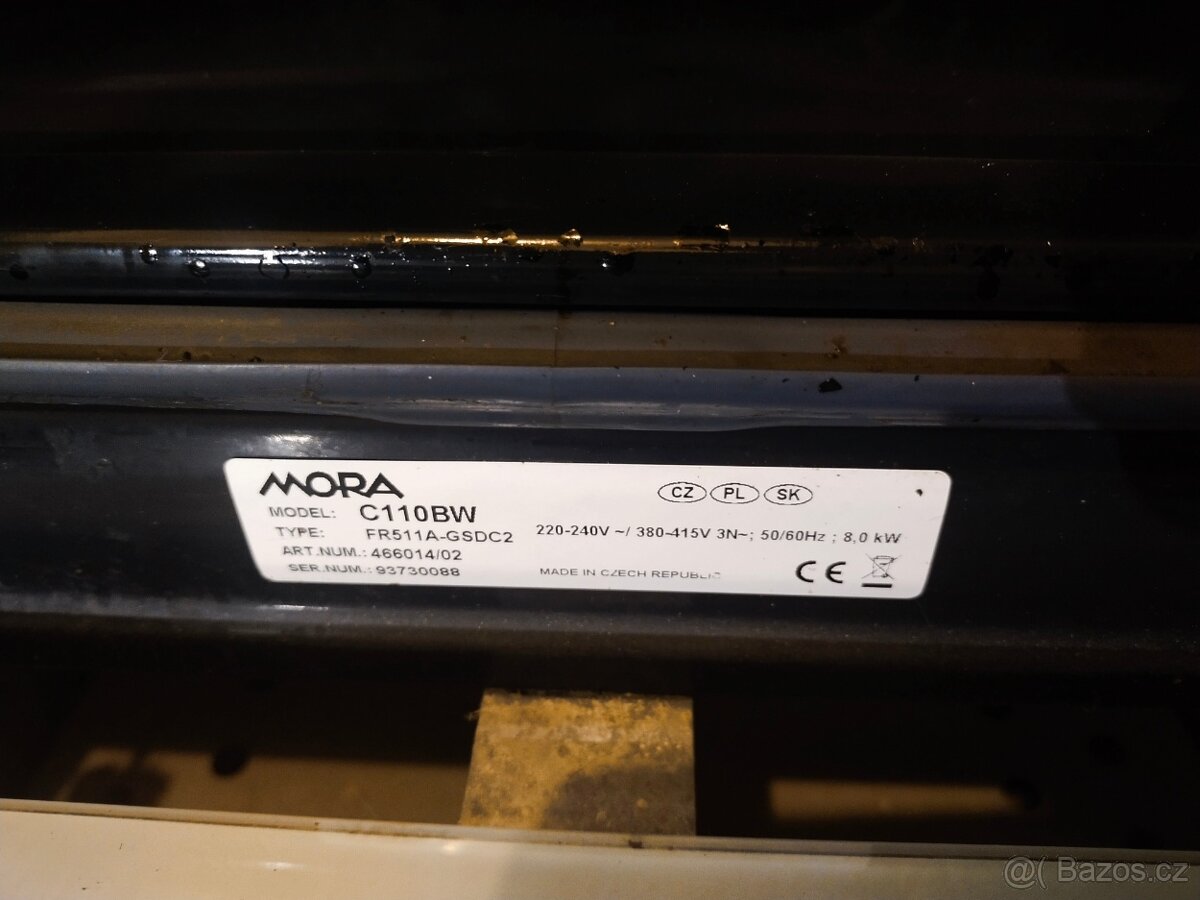 MORA
MODEL: C110BW
TYPE: FR511A-GSDC2
ART.NUM.: 466014/02
SER.NUM.: 93730088
CZ PL SK
220-240V ~/ 380-415V 3N~; 50/60Hz ; 8,0 kW
MADE IN CZECH REPUBLIC
CE
@( Bazos.cz